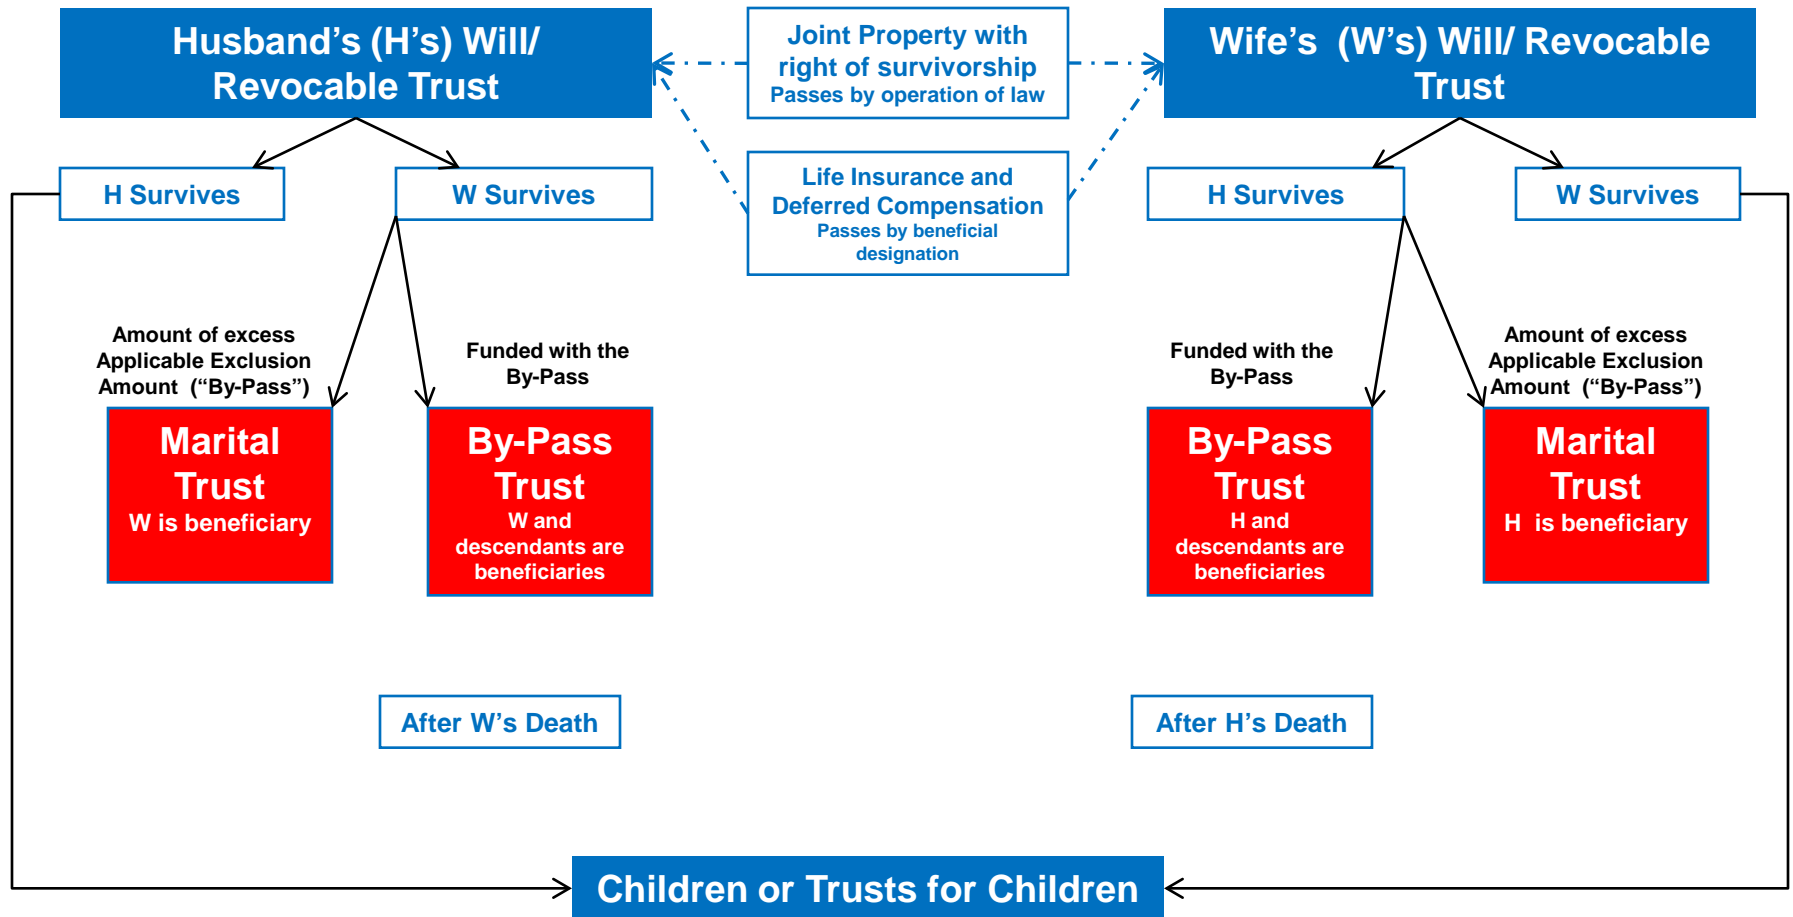 Husband's (H's) Will/
Revocable Trust
Joint Property with
right of survivorship
Passes by operation of law
Wife's  (W's) Will/ Revocable
Trust
H Survives
W Survives
Life Insurance and
Deferred Compensation
Passes by beneficial
designation
H Survives
W Survives
Amount of excess
Applicable Exclusion
Amount  (“By-Pass”)
Funded with the
By-Pass
Funded with the
By-Pass
Amount of excess
Applicable Exclusion
Amount  (“By-Pass”)
Marital
Trust
W is beneficiary
By-Pass
Trust
W and
descendants are
beneficiaries
By-Pass
Trust
H and
descendants are
beneficiaries
Marital
Trust
H  is beneficiary
After W’s Death
After H’s Death
Children or Trusts for Children